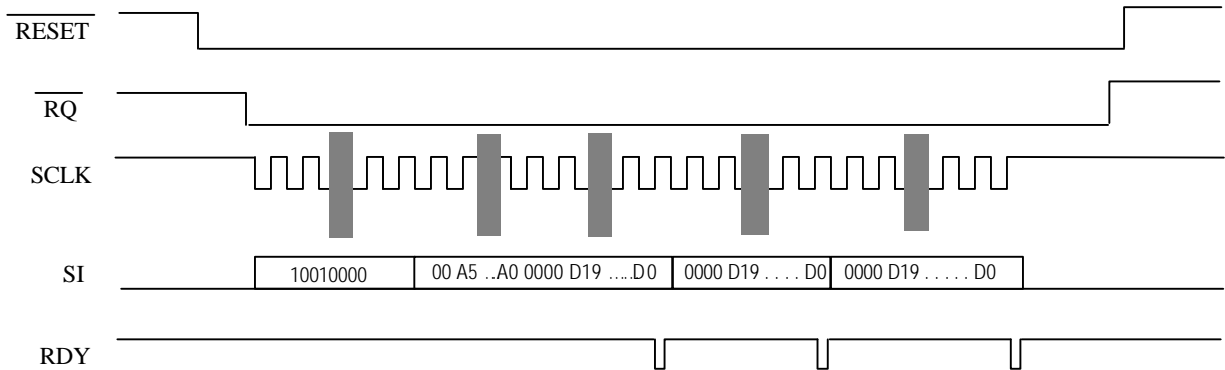 RESET
RQ
SCLK
SI 10010000 00 A5 ...A0 0000 D19 .....D0 0000 D19 . . . . D0 0000 D19 . . . . . D0
RDY